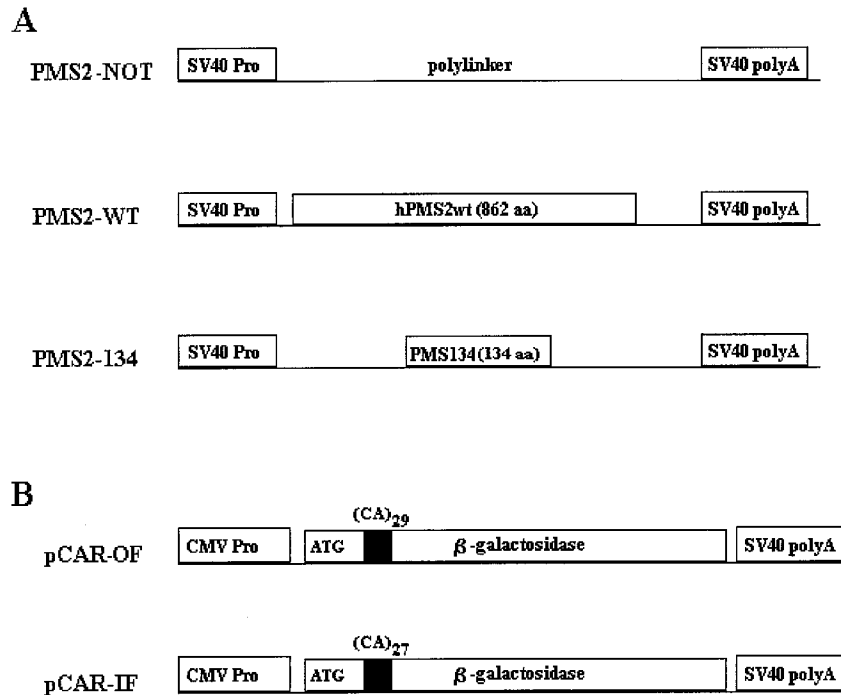 A
PMS2-NOT SV40 Pro polylinker SV40 polyA
PMS2-WT SV40 Pro hPMS2wt (862 aa) SV40 polyA
PMS2-134 SV40 Pro PMS134 (134 aa) SV40 polyA
B
(CA)29
pCAR-OF CMV Pro ATG β-galactosidase SV40 polyA
(CA)27
pCAR-IF CMV Pro ATG β-galactosidase SV40 polyA